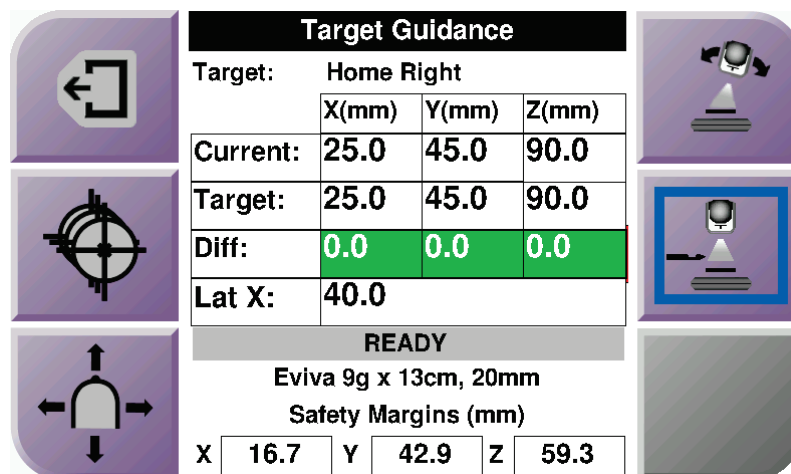 Target Guidance
Target: Home Right
X(mm) Y(mm) Z(mm)
Current: 25.0 45.0 90.0
Target: 25.0 45.0 90.0
Diff: 0.0 0.0 0.0
Lat X: 40.0
READY
Eviva 9g x 13cm, 20mm
Safety Margins (mm)
X 16.7 Y 42.9 Z 59.3